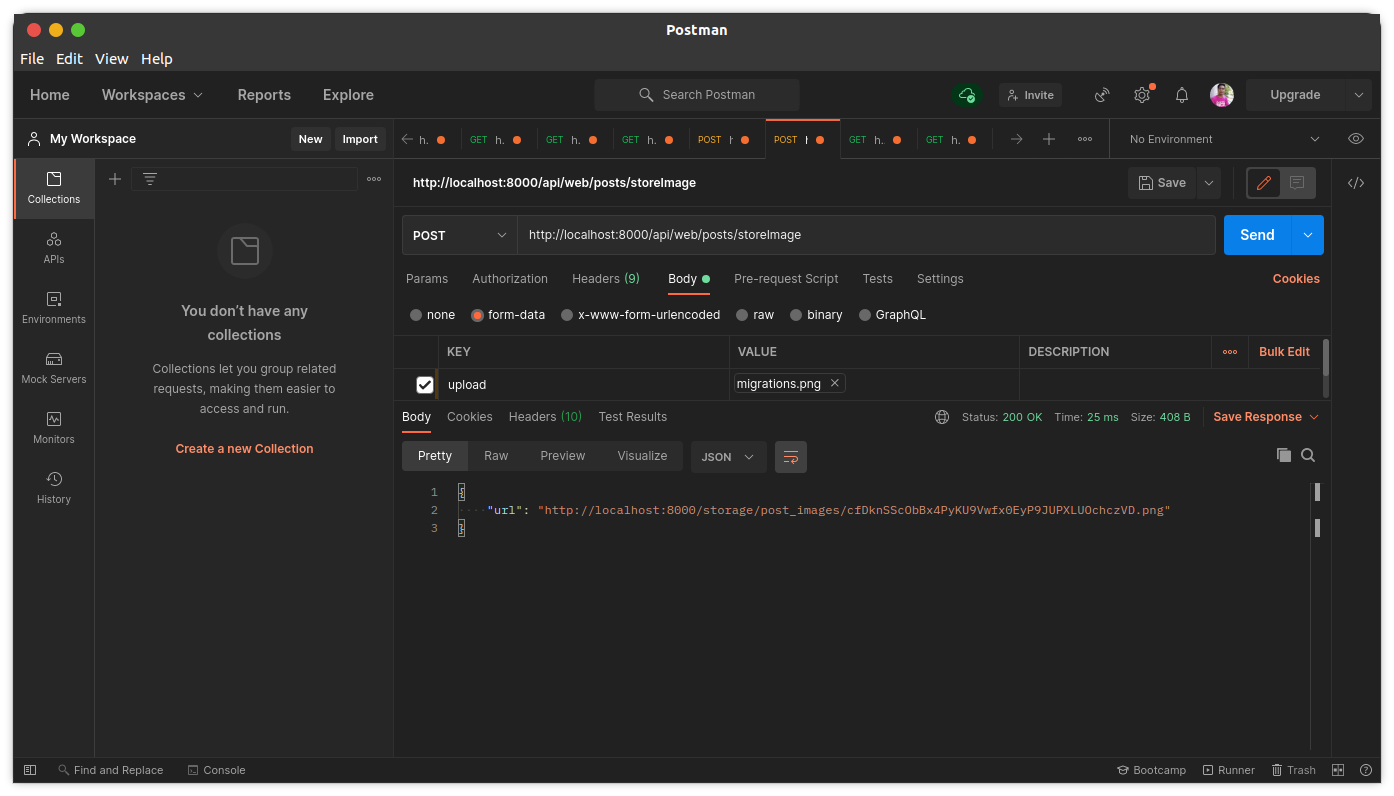 Postman
File Edit View Help
Home Workspaces Reports Explore Search Postman Invite Upgrade
My Workspace New Import h. GET h. GET h. GET h. POST h POST h GET h. GET h. No Environment
http://localhost:8000/api/web/posts/storeImage Save
POST http://localhost:8000/api/web/posts/storeImage Send
Params Authorization Headers (9) Body Pre-request Script Tests Settings Cookies
none form-data x-www-form-urlencoded raw binary GraphQL
KEY VALUE DESCRIPTION Bulk Edit
upload migrations.png
Body Cookies Headers (10) Test Results Status: 200 OK Time: 25 ms Size: 408 B Save Response
Pretty Raw Preview Visualize JSON
1 {
2 "url": "http://localhost:8000/storage/post_images/cfDknSScObBx4PyKU9Vwfx0EyP9JUPXLUOchczVD.png"
3 }
Collections
APIs
Environments
Mock Servers
Monitors
History
You don't have any
collections
Collections let you group related
requests, making them easier to
access and run.
Create a new Collection
Find and Replace Console Bootcamp Runner Trash